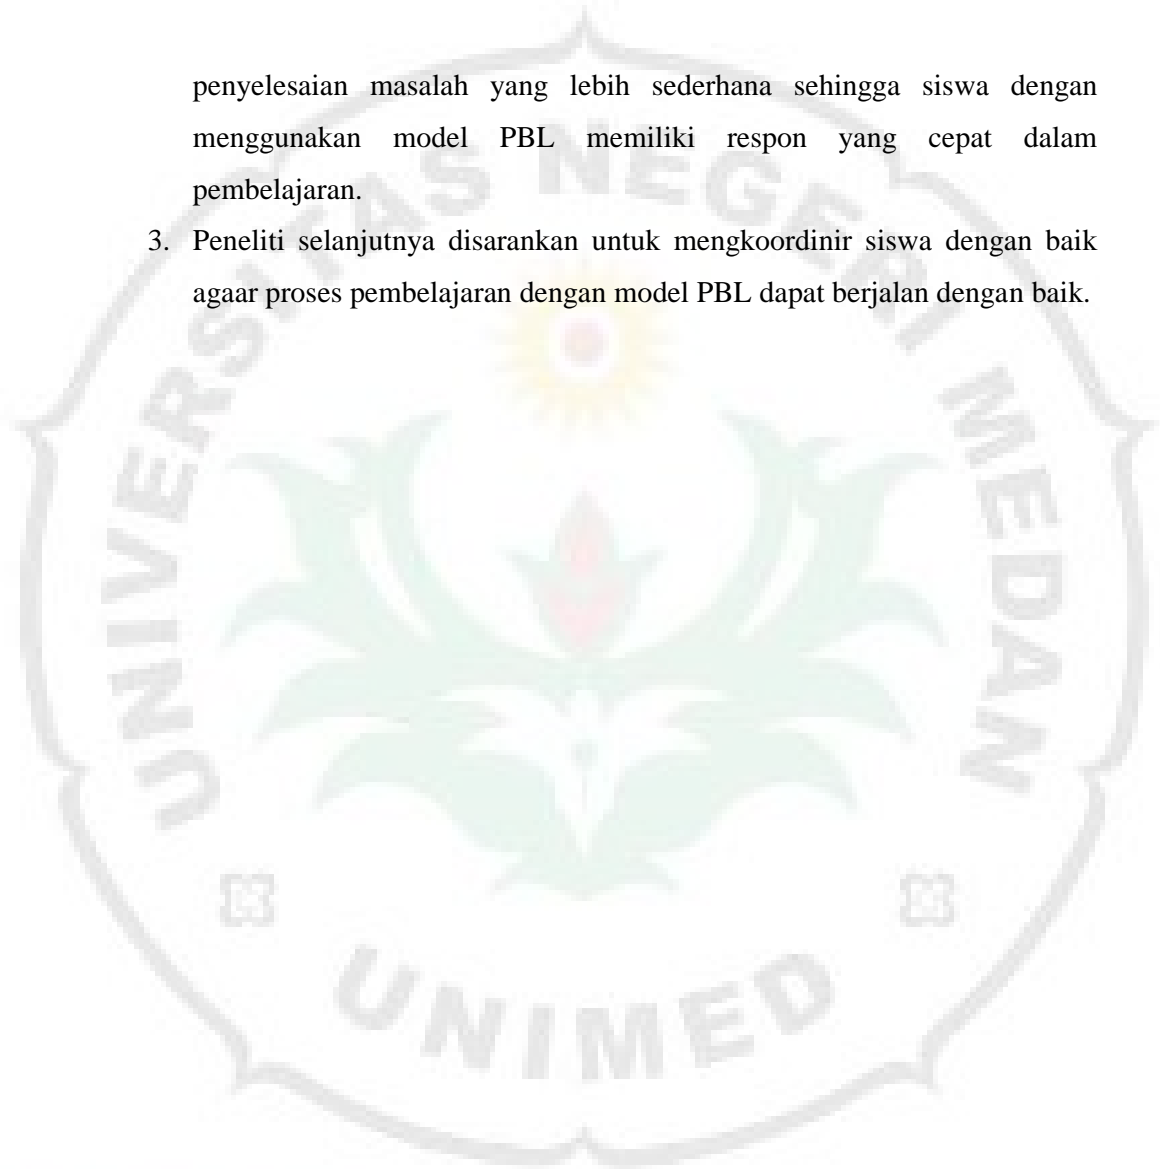 penyelesaian masalah yang lebih sederhana sehingga siswa dengan
menggunakan model PBL memiliki respon yang cepat dalam
pembelajaran.
3. Peneliti selanjutnya disarankan untuk mengkoordinir siswa dengan baik
agaar proses pembelajaran dengan model PBL dapat berjalan dengan baik.
UNIVERSITAS NEGERI MEDAN
UNIMED